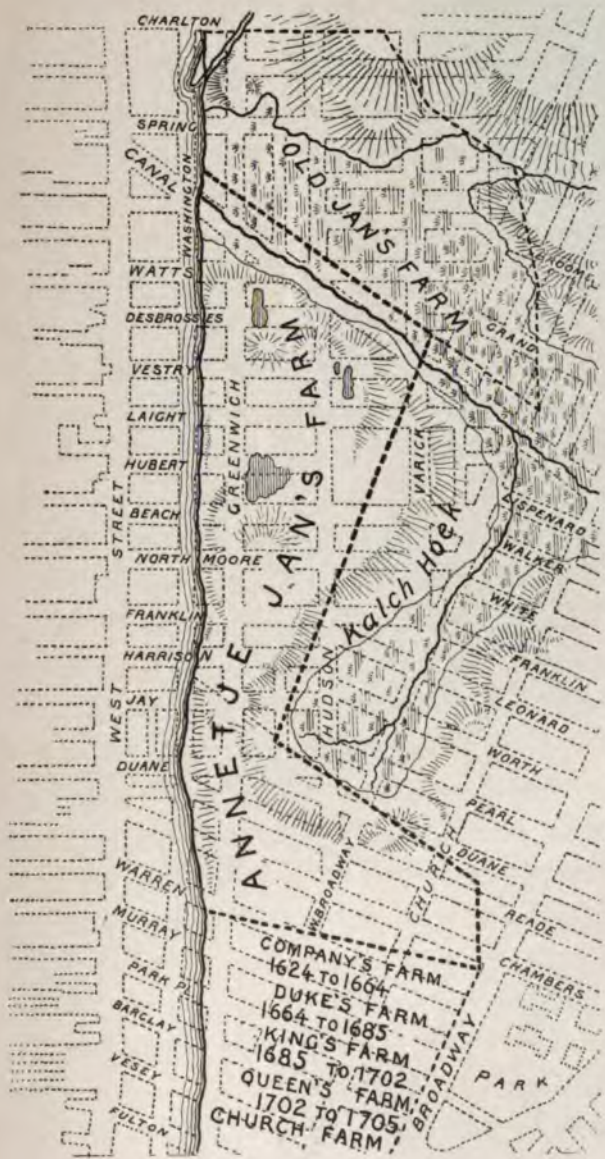 CHARLTON
SPRING
CANAL
WASHINGTON
OLD JAN'S FARM
BROOME
WATTS
GRAND
DESBROSSES
VESTRY
LAIGHT
GREENWICH
ANNETJE JAN'S FARM
VARICK
HUBERT
BEACH
STREET
LISPENARD
Kalch Hoek
WALKER
NORTH MOORE
WHITE
FRANKLIN
HUDSON
FRANKLIN
HARRISON
WEST
JAY
LEONARD
WORTH
DUANE
PEARL
DUANE
W. BROADWAY
CHURCH
WARREN
READE
MURRAY
CHAMBERS
PARK PL.
BARCLAY
VESEY
FULTON
COMPANY'S FARM
1624 TO 1664
DUKE'S FARM
1664 TO 1685
KING'S FARM
1685 TO 1702
QUEEN'S FARM
1702 TO 1705
CHURCH FARM
BROADWAY
PARK